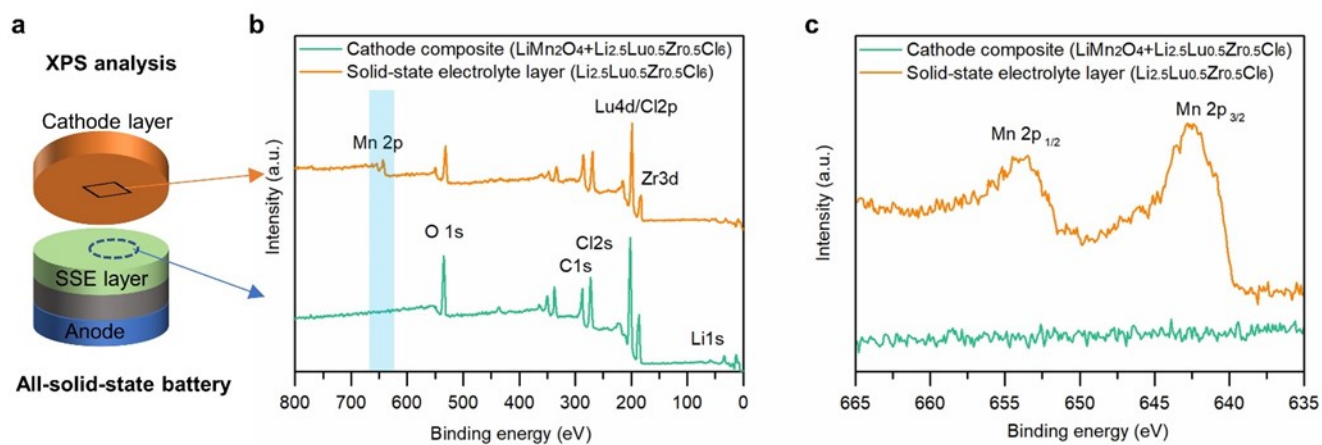 a
XPS analysis
Cathode layer
SSE layer
Anode
All-solid-state battery
b
Cathode composite (LiMn2O4+Li2.5Lu0.5Zr0.5Cl6)
Solid-state electrolyte layer (Li2.5Lu0.5Zr0.5Cl6)
Lu4d/Cl2p
Mn 2p
Zr3d
O 1s
Cl2s
C1s
Li1s
Intensity (a.u.)
800 700 600 500 400 300 200 100 0
Binding energy (eV)
c
Cathode composite (LiMn2O4+Li2.5Lu0.5Zr0.5Cl6)
Solid-state electrolyte layer (Li2.5Lu0.5Zr0.5Cl6)
Mn 2p 3/2
Mn 2p 1/2
Intensity (a.u.)
665 660 655 650 645 640 635
Binding energy (eV)